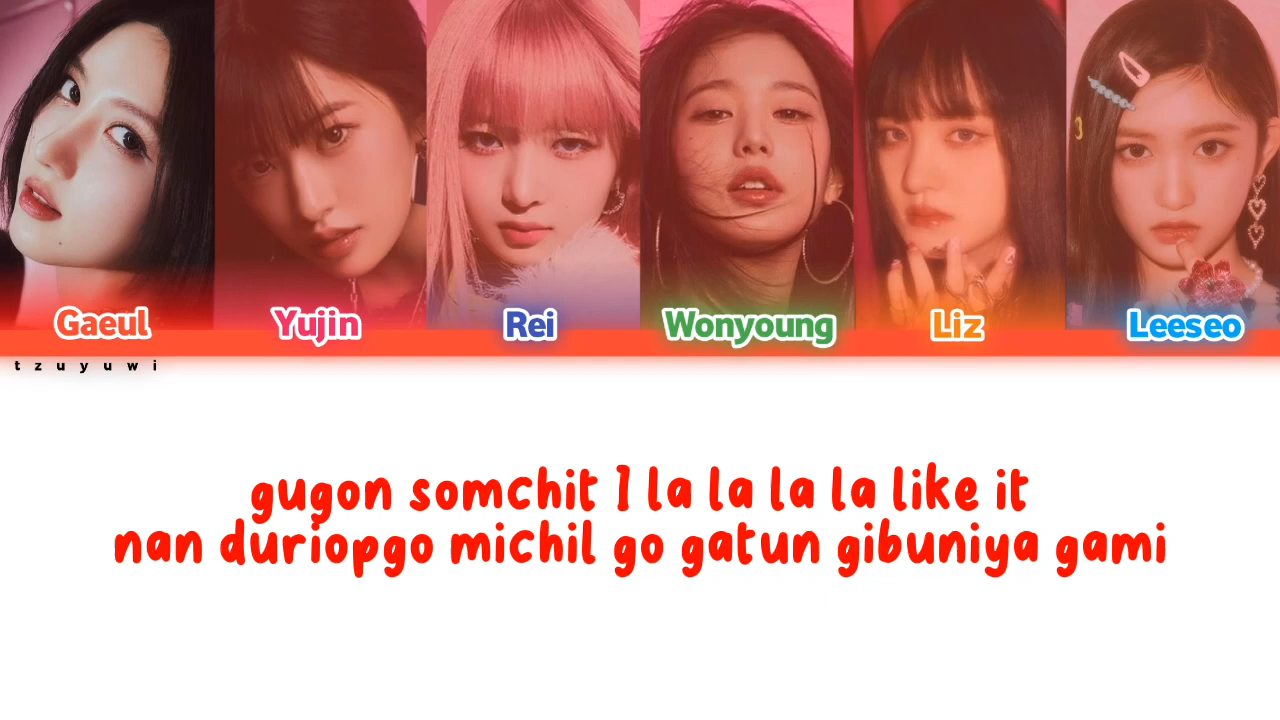 Gaeul Yujin Rei Wonyoung Liz Leeseo
tzuyuwi
gugon somchit I la la la la like it
nan duriopgo michil go gatun gibuniya gami